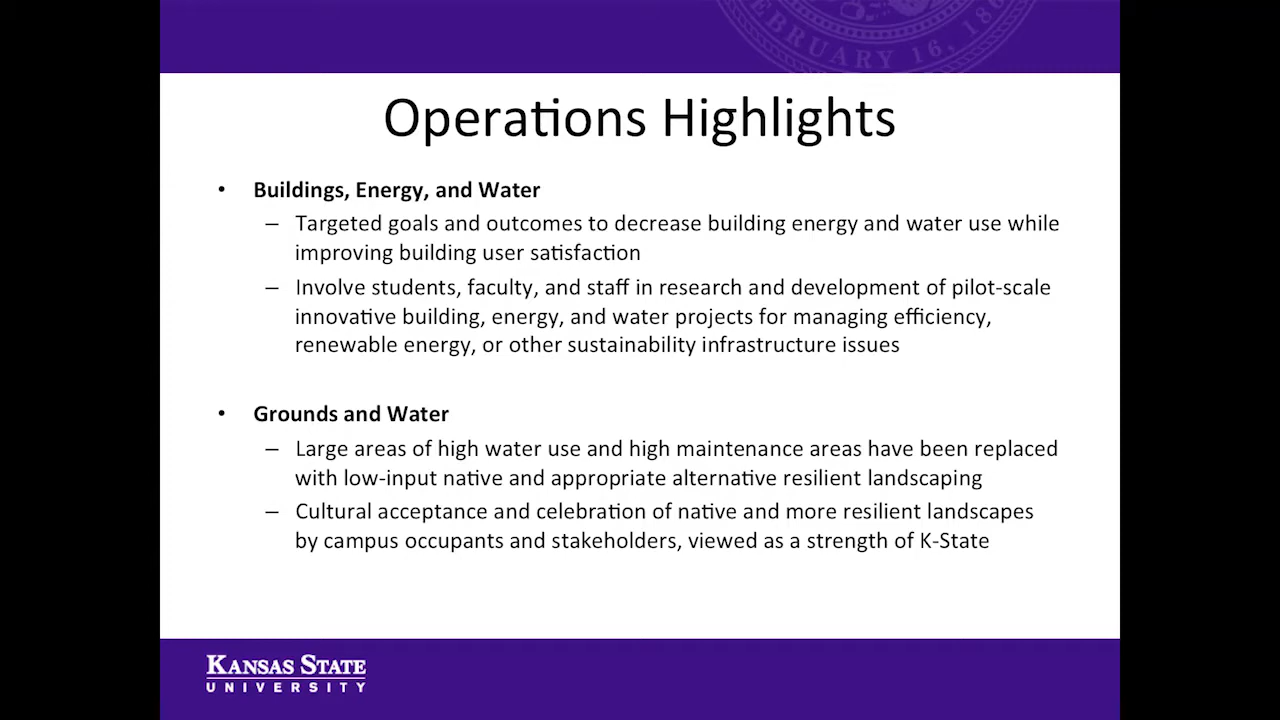 FEBRUARY 16, 186
Operations Highlights
• Buildings, Energy, and Water
– Targeted goals and outcomes to decrease building energy and water use while
improving building user satisfaction
– Involve students, faculty, and staff in research and development of pilot-scale
innovative building, energy, and water projects for managing efficiency,
renewable energy, or other sustainability infrastructure issues
• Grounds and Water
– Large areas of high water use and high maintenance areas have been replaced
with low-input native and appropriate alternative resilient landscaping
– Cultural acceptance and celebration of native and more resilient landscapes
by campus occupants and stakeholders, viewed as a strength of K-State
KANSAS STATE
UNIVERSITY